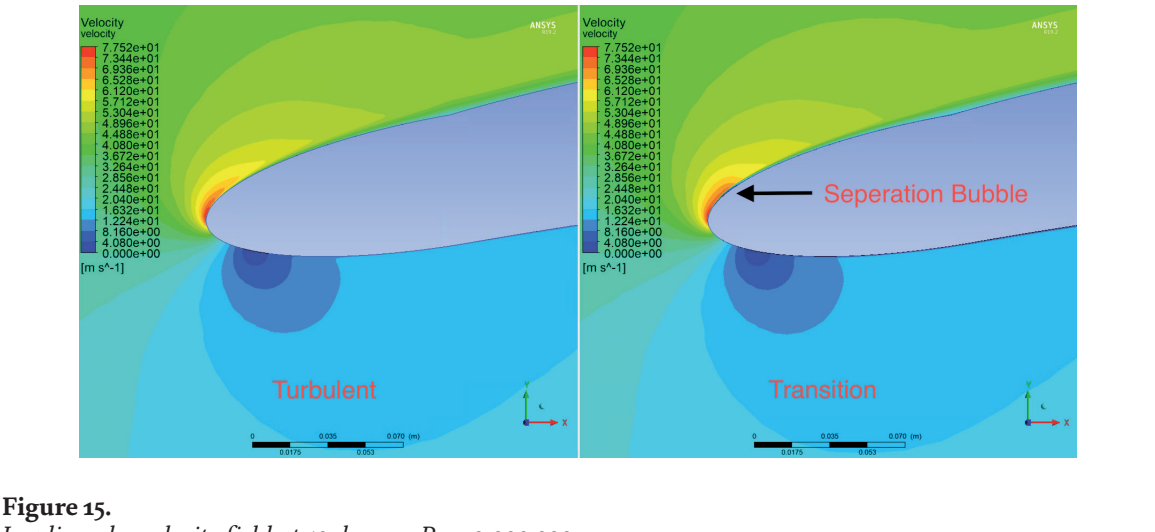 Velocity
velocity
7.752e+01
7.344e+01
6.936e+01
6.528e+01
6.120e+01
5.712e+01
5.304e+01
4.896e+01
4.488e+01
4.080e+01
3.672e+01
3.264e+01
2.856e+01
2.448e+01
2.040e+01
1.632e+01
1.224e+01
8.160e+00
4.080e+00
0.000e+00
[m s^-1]
ANSYS
R19.2
Turbulent
Y
X
0 0.035 0.070 (m)
0.0175 0.053
Velocity
velocity
7.752e+01
7.344e+01
6.936e+01
6.528e+01
6.120e+01
5.712e+01
5.304e+01
4.896e+01
4.488e+01
4.080e+01
3.672e+01
3.264e+01
2.856e+01
2.448e+01
2.040e+01
1.632e+01
1.224e+01
8.160e+00
4.080e+00
0.000e+00
[m s^-1]
ANSYS
R19.2
Seperation Bubble
Transition
Y
X
0 0.035 0.070 (m)
0.0175 0.053
Figure 15.